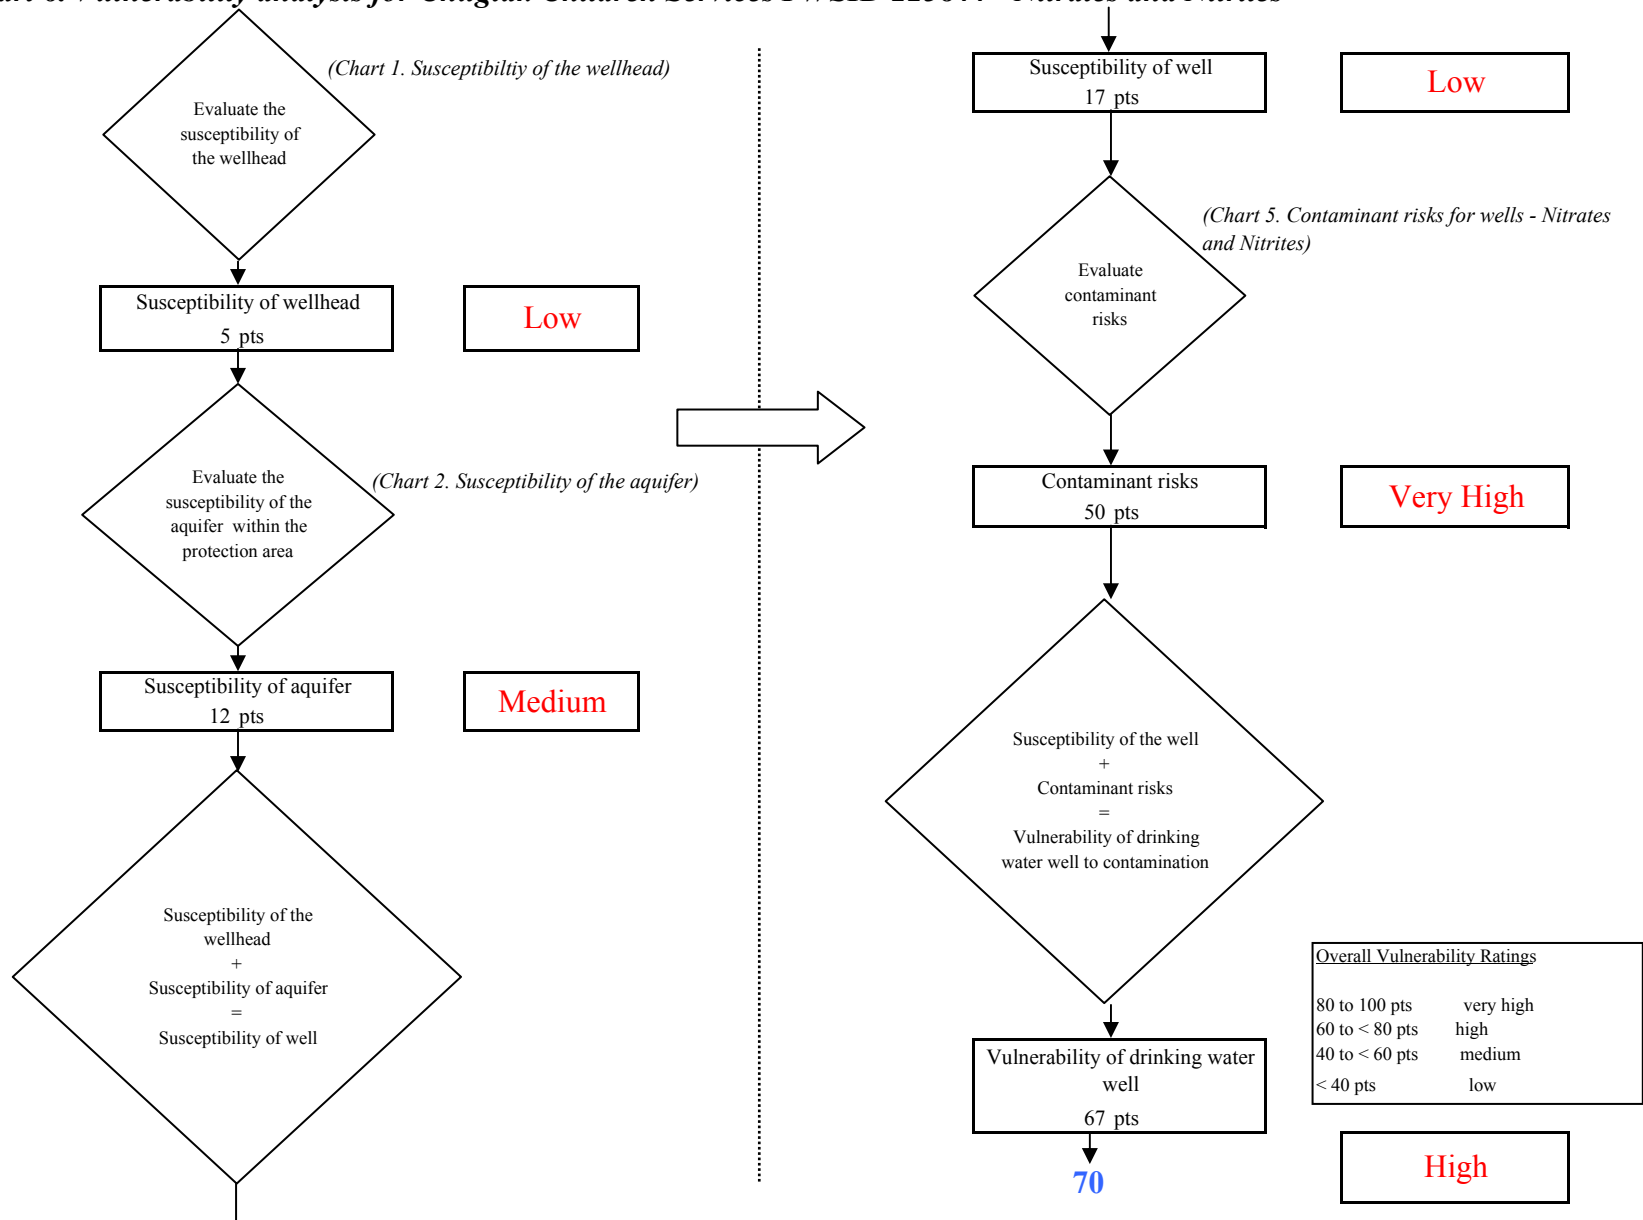 (Chart 1. Susceptibiltiy of the wellhead)
Evaluate the
susceptibility of
the wellhead
Susceptibility of wellhead
5 pts
Low
Evaluate the
susceptibility of the
aquifer within the
protection area
(Chart 2. Susceptibility of the aquifer)
Susceptibility of aquifer
12 pts
Medium
Susceptibility of the
wellhead
+
Susceptibility of aquifer
=
Susceptibility of well
Susceptibility of well
17 pts
Low
(Chart 5. Contaminant risks for wells - Nitrates
and Nitrites)
Evaluate
contaminant
risks
Contaminant risks
50 pts
Very High
Susceptibility of the well
+
Contaminant risks
=
Vulnerability of drinking
water well to contamination
Overall Vulnerability Ratings
80 to 100 pts very high
60 to < 80 pts high
40 to < 60 pts medium
< 40 pts low
Vulnerability of drinking water
well
67 pts
70
High